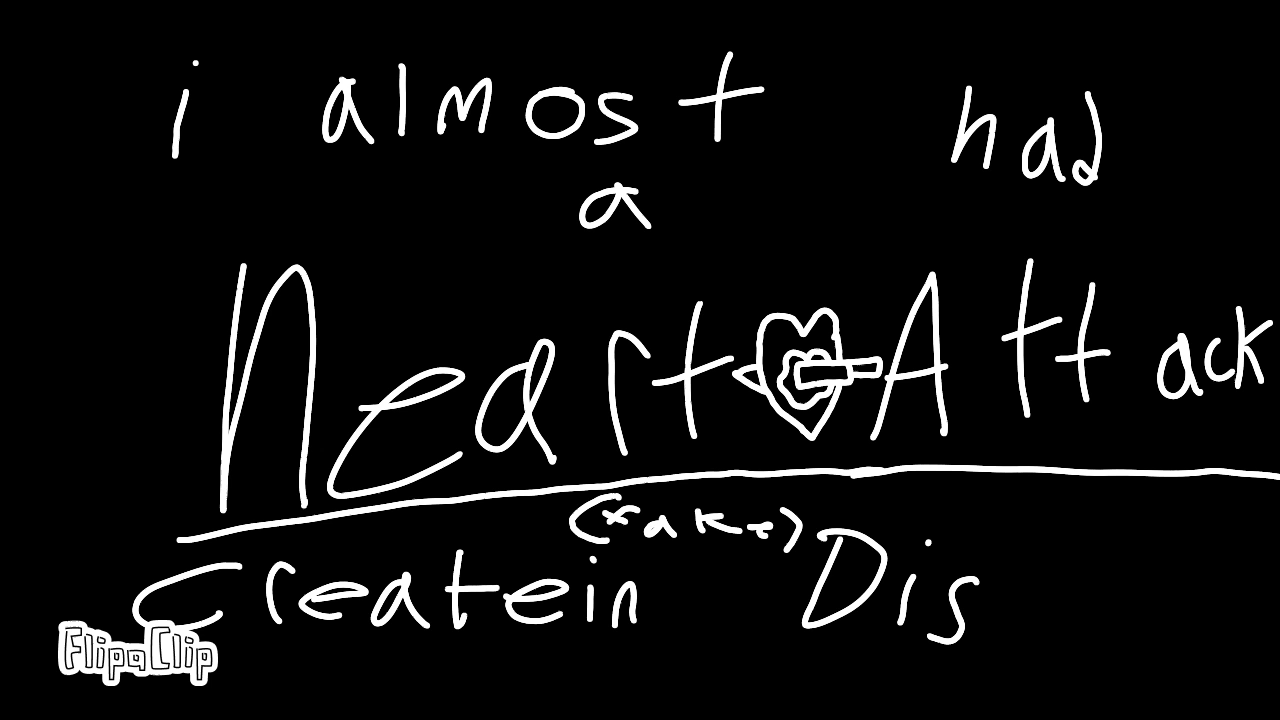 i almost had
a
heart Attack
(fake)
Createin Dis
FlipaClip